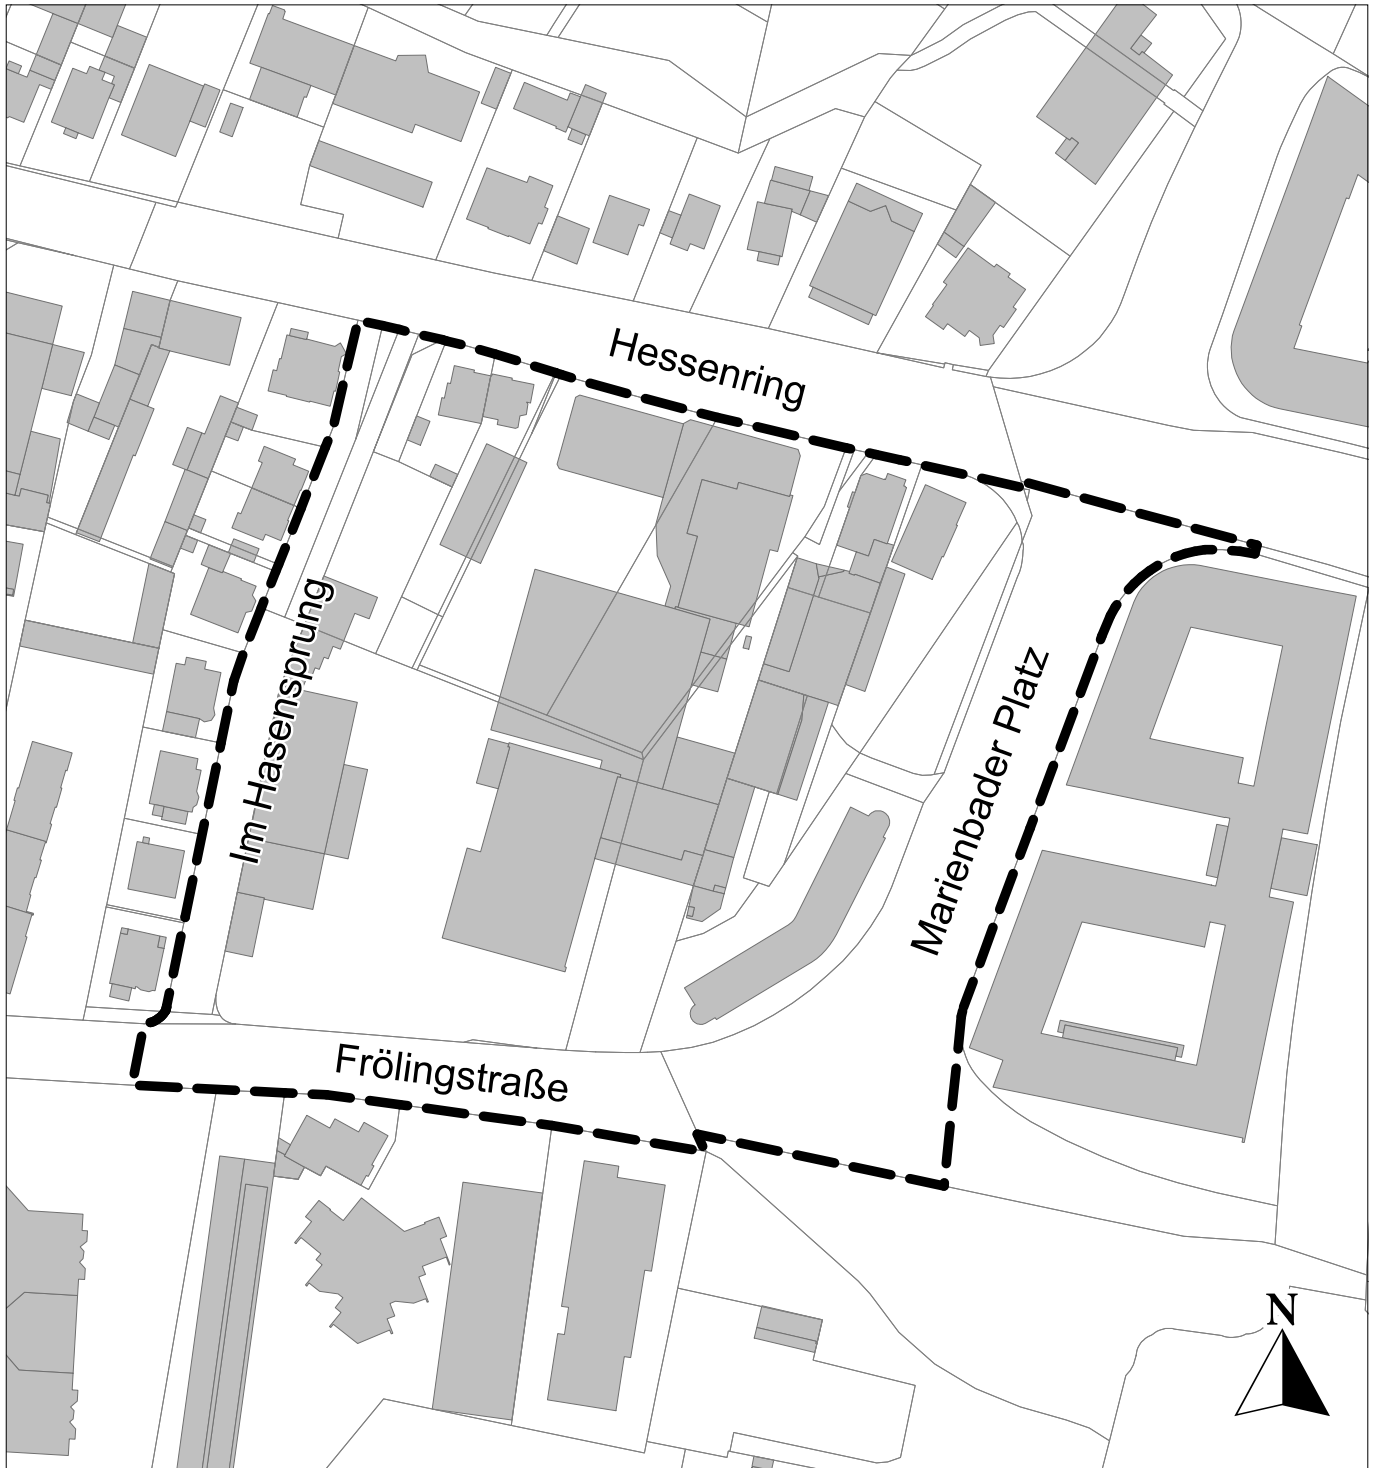 Hessenring
Im Hasensprung
Marienbader Platz
Frölingstraße
N